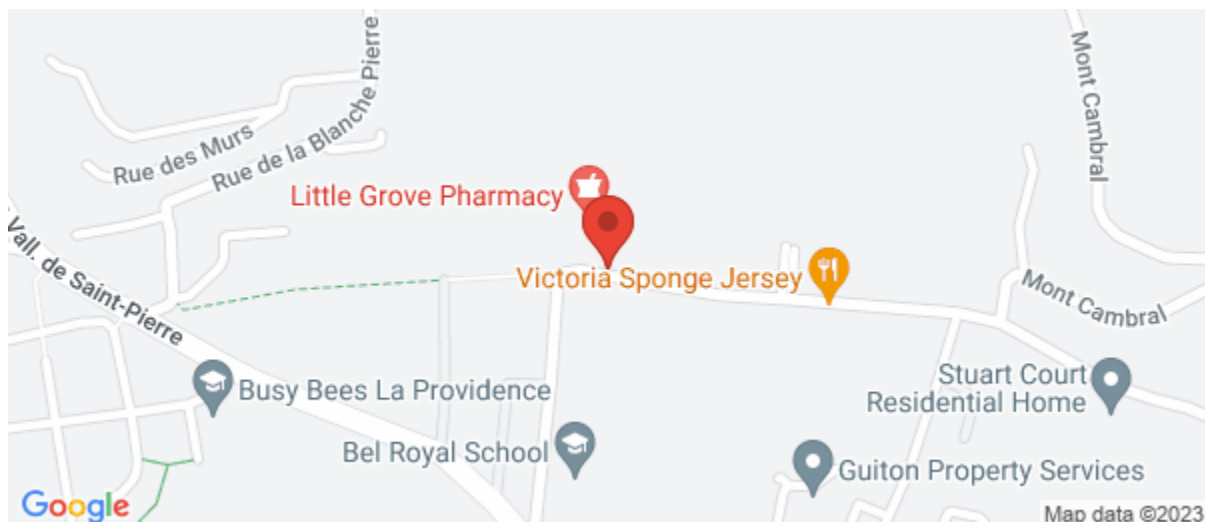 Rue de la Blanche Pierre
Rue des Murs
Mont Cambral
Little Grove Pharmacy
Vall. de Saint-Pierre
Victoria Sponge Jersey
Mont Cambral
Busy Bees La Providence
Stuart Court
Residential Home
Bel Royal School
Guiton Property Services
Google
Map data ©2023